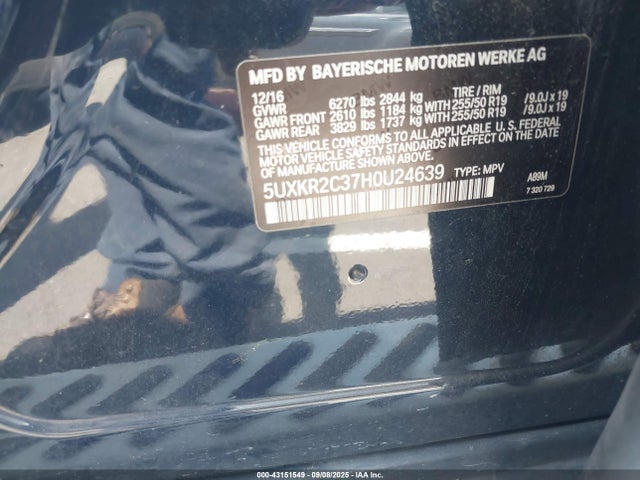 MFD BY BAYERISCHE MOTOREN WERKE AG
12/16 TIRE / RIM
GVWR 6270 lbs 2844 kg
GAWR FRONT 2610 lbs 1184 kg WITH 255/50 R19 /9.0J x 19
GAWR REAR 3829 lbs 1737 kg WITH 255/50 R19 /9.0J x 19
THIS VEHICLE CONFORMS TO ALL APPLICABLE U.S. FEDERAL
MOTOR VEHICLE SAFETY STANDARDS IN EFFECT ON THE DATE
OF MANUFACTURE SHOWN ABOVE.
5UXKR2C37H0U24639 TYPE: MPV A89M
7 320 729
000-43151549 (09/08/2025) IAAI.COM